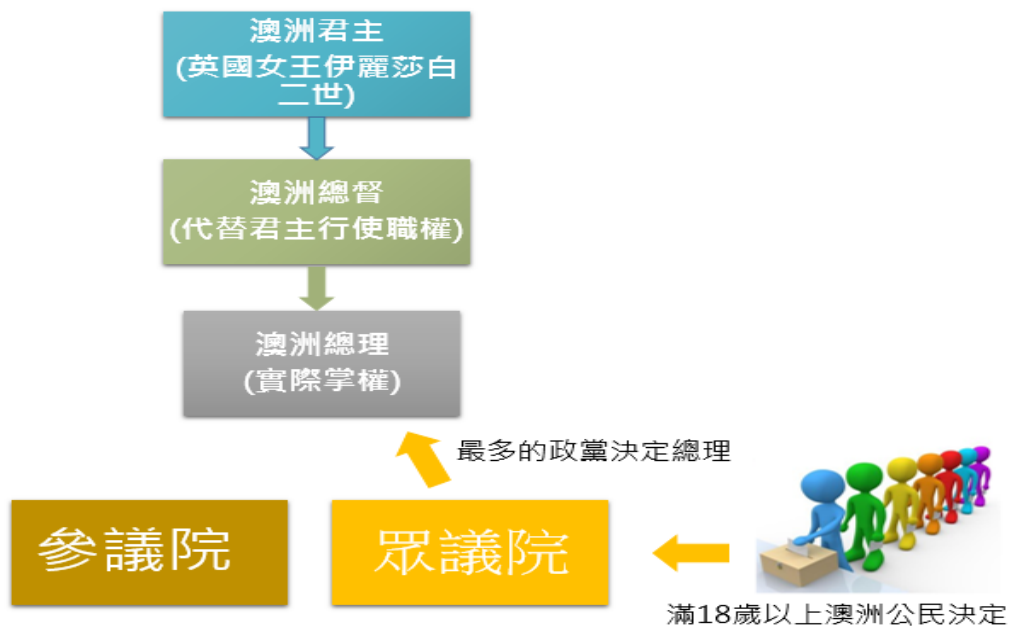 澳洲君主
(英國女王伊麗莎白
二世)
澳洲總督
(代替君主行使職權)
澳洲總理
(實際掌權)
最多的政黨決定總理
參議院
眾議院
滿18歲以上澳洲公民決定